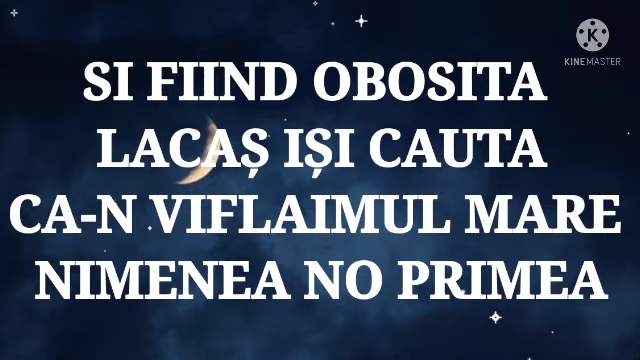 KINEMASTER
SI FIIND OBOSITA
LACAȘ IȘI CAUTA
CA-N VIFLAIMUL MARE
NIMENEA NO PRIMEA